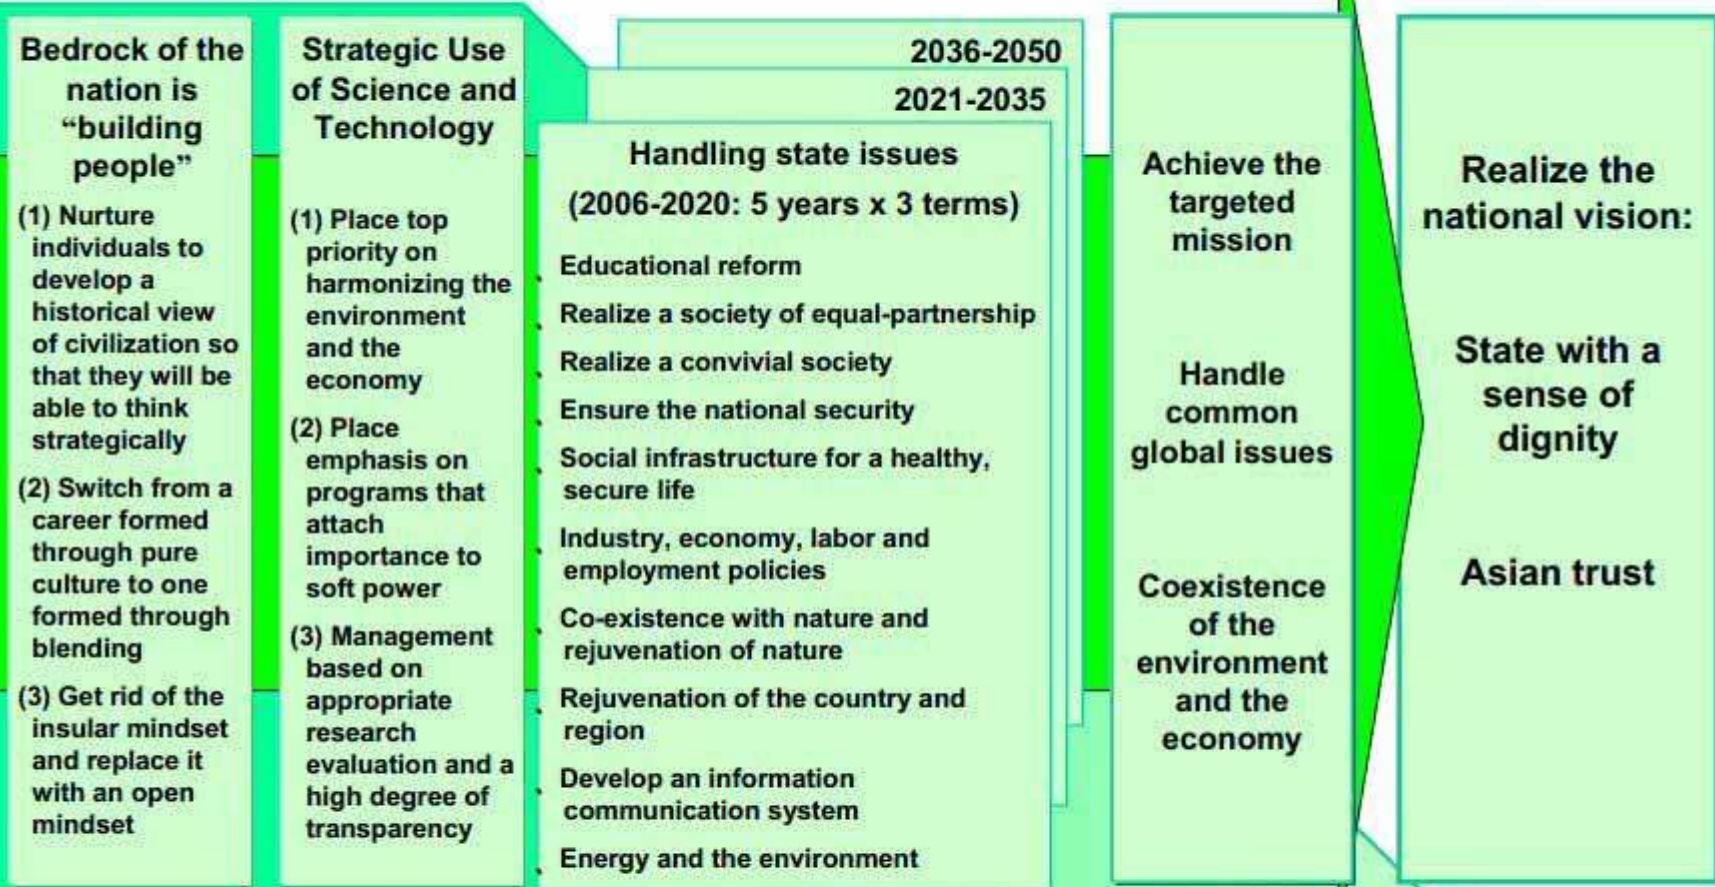 Bedrock of the
nation is
“building
people”
(1) Nurture
individuals to
develop a
historical view
of civilization so
that they will be
able to think
strategically
(2) Switch from a
career formed
through pure
culture to one
formed through
blending
(3) Get rid of the
insular mindset
and replace it
with an open
mindset
Strategic Use
of Science and
Technology
(1) Place top
priority on
harmonizing the
environment
and the
economy
(2) Place
emphasis on
programs that
attach
importance to
soft power
(3) Management
based on
appropriate
research
evaluation and a
high degree of
transparency
2036-2050
2021-2035
Handling state issues
(2006-2020: 5 years x 3 terms)
Educational reform
Realize a society of equal-partnership
Realize a convivial society
Ensure the national security
Social infrastructure for a healthy,
secure life
Industry, economy, labor and
employment policies
Co-existence with nature and
rejuvenation of nature
Rejuvenation of the country and
region
Develop an information
communication system
Energy and the environment
Achieve the
targeted
mission
Handle
common
global issues
Coexistence
of the
environment
and the
economy
Realize the
national vision:
State with a
sense of
dignity
Asian trust